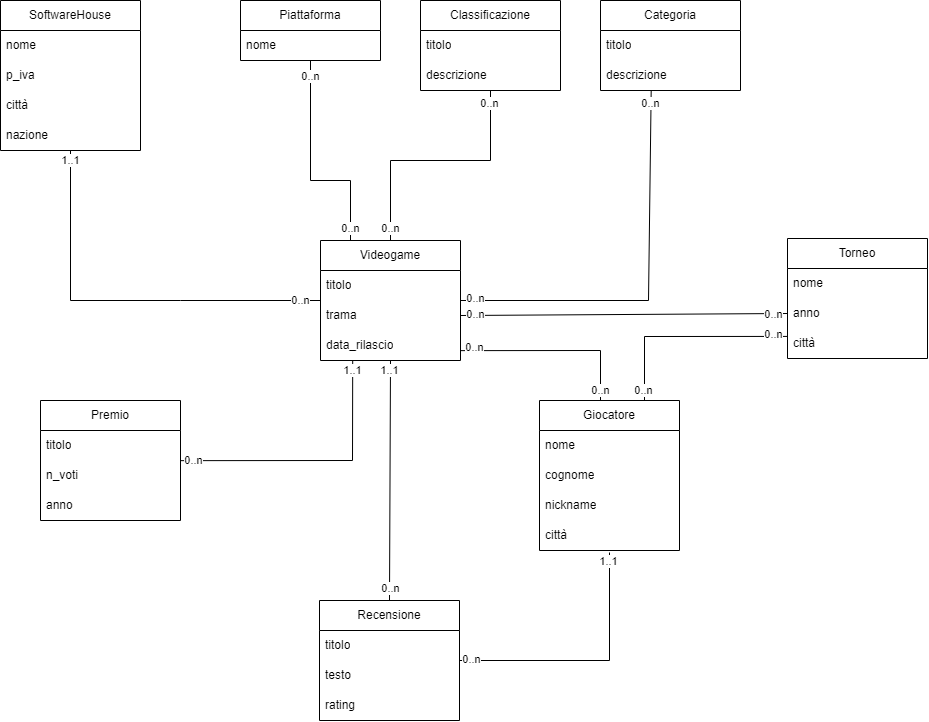 SoftwareHouse
nome
p_iva
città
nazione
1..1
Piattaforma
nome
0..n
Classificazione
titolo
descrizione
0..n
Categoria
titolo
descrizione
0..n
0..n
0..n
Videogame
titolo
trama
data_rilascio
0..n
0..n
0..n
0..n
1..1
1..1
Torneo
nome
anno
città
0..n
0..n
Premio
titolo
n_voti
anno
0..n
0..n
0..n
Giocatore
nome
cognome
nickname
città
1..1
0..n
Recensione
titolo
testo
rating
0..n